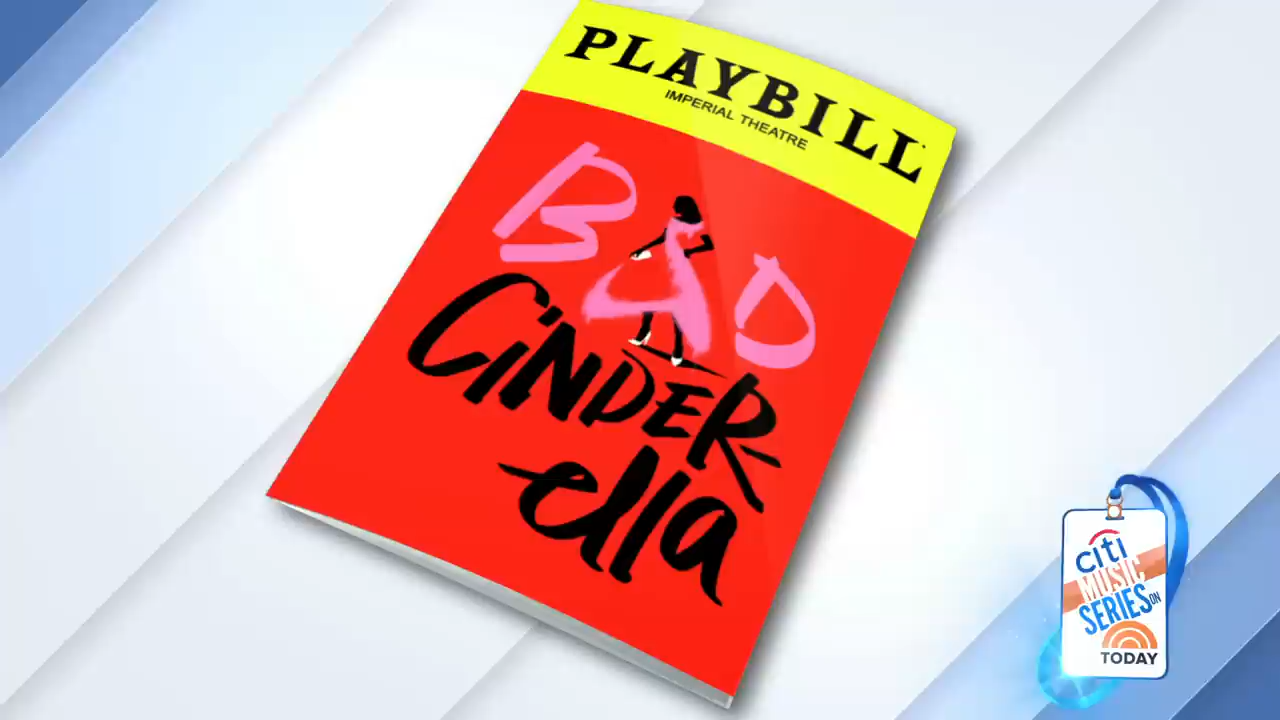 PLAYBILL
IMPERIAL THEATRE
BAD
CINDER-
ella
citi
MUSIC
SERIES ON
TODAY